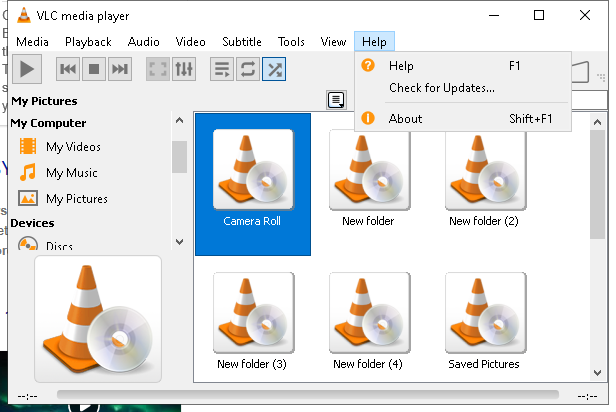 VLC media player
Media Playback Audio Video Subtitle Tools View Help
Help F1
Check for Updates...
About Shift+F1
My Pictures
My Computer
My Videos
My Music
My Pictures
Devices
Discs
Camera Roll New folder New folder (2)
New folder (3) New folder (4) Saved Pictures
--:-- --:--